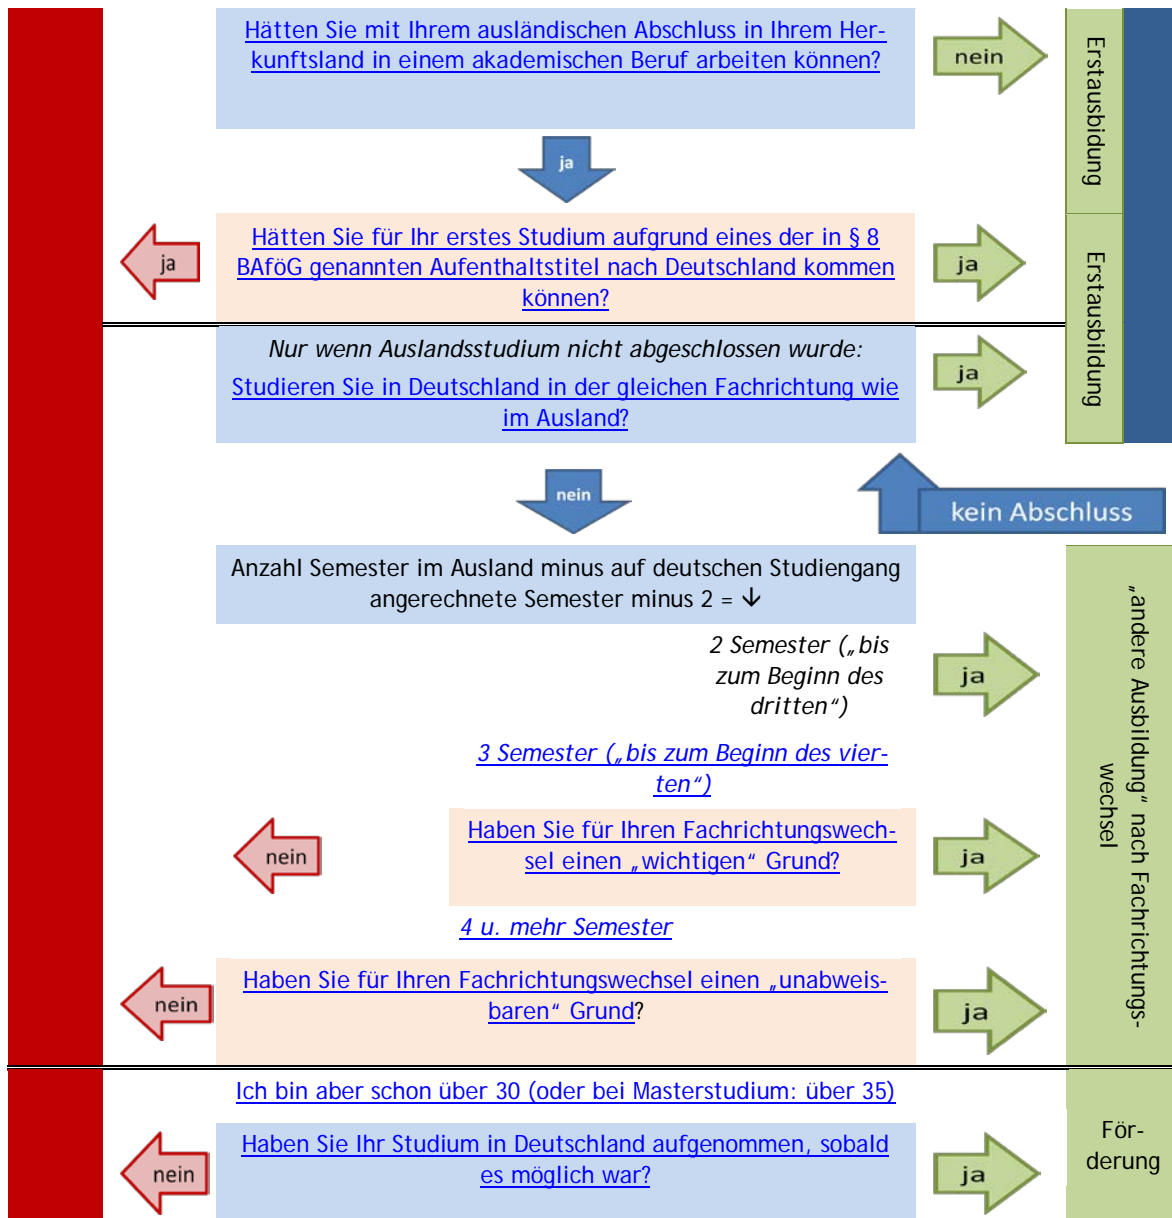 Hätten Sie mit Ihrem ausländischen Abschluss in Ihrem Her-
kunftsland in einem akademischen Beruf arbeiten können?
nein
Erstausbidung
ja
ja
Hätten Sie für Ihr erstes Studium aufgrund eines der in § 8
BAföG genannten Aufenthaltstitel nach Deutschland kommen
können?
ja
Erstausbildung
Nur wenn Auslandsstudium nicht abgeschlossen wurde:
Studieren Sie in Deutschland in der gleichen Fachrichtung wie
im Ausland?
ja
nein
kein Abschluss
Anzahl Semester im Ausland minus auf deutschen Studiengang
angerechnete Semester minus 2 = ↓
2 Semester („bis
zum Beginn des
dritten“)
ja
„andere Ausbildung“ nach Fachrichtungs-
wechsel
3 Semester („bis zum Beginn des vier-
ten“)
nein
Haben Sie für Ihren Fachrichtungswech-
sel einen „wichtigen“ Grund?
ja
4 u. mehr Semester
nein
Haben Sie für Ihren Fachrichtungswechsel einen „unabweis-
baren“ Grund?
ja
Ich bin aber schon über 30 (oder bei Masterstudium: über 35)
nein
Haben Sie Ihr Studium in Deutschland aufgenommen, sobald
es möglich war?
ja
För-
derung